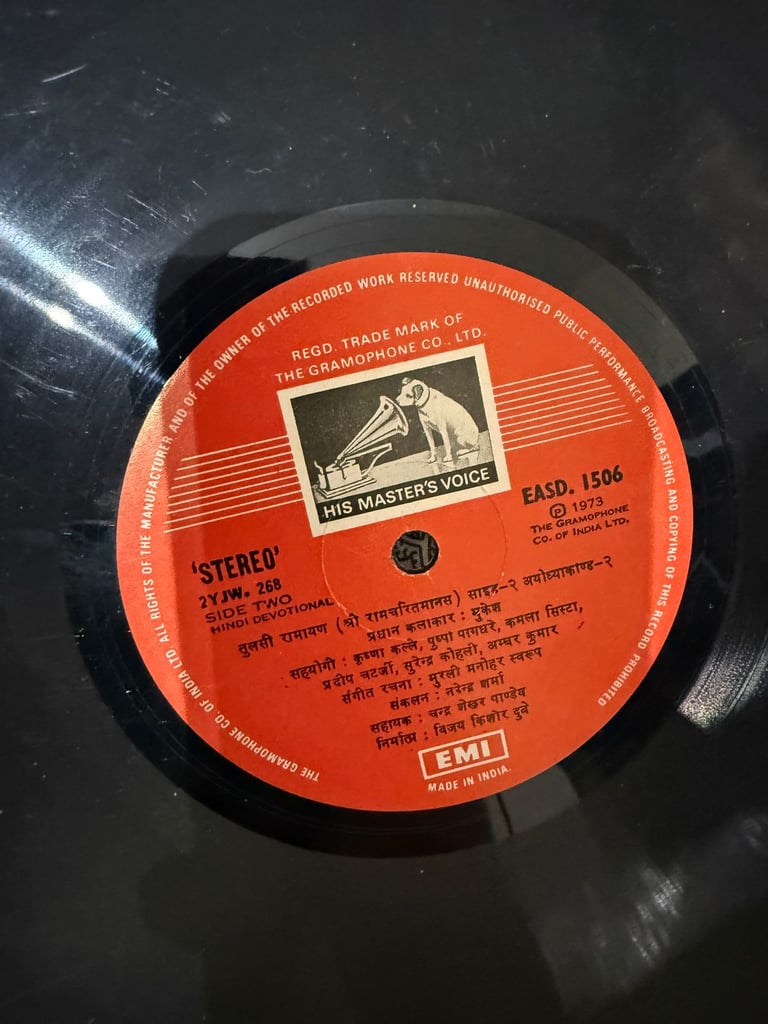 THE GRAMOPHONE CO. OF INDIA LTD ALL RIGHTS OF THE MANUFACTURER AND OF THE OWNER OF THE RECORDED WORK RESERVED UNAUTHORISED PUBLIC PERFORMANCE BROADCASTING AND COPYING OF THIS RECORD PROHIBITED
REGD. TRADE MARK OF
THE GRAMOPHONE CO., LTD.
HIS MASTER'S VOICE
EASD. 1506
Ⓟ 1973
THE GRAMOPHONE
CO. OF INDIA LTD.
'STEREO'
2YJW. 268
SIDE TWO
HINDI DEVOTIONAL
तुलसी रामायण (श्री रामचरितमानस) साइड-२ अयोध्याकाण्ड-२
प्रधान कलाकार : मुकेश
सहयोगी : कृष्णा कल्ले, पुष्पा पागधरे, कमला सिस्टा,
प्रदीप चटर्जी, सुरेन्द्र कोहली, अम्बर कुमार
संगीत रचना : मुरली मनोहर स्वरूप
संकलन : नरेन्द्र शर्मा
सहायक : चन्द्र शेखर पाण्डेय
निर्माता : विजय किशोर दुबे
EMI
MADE IN INDIA.